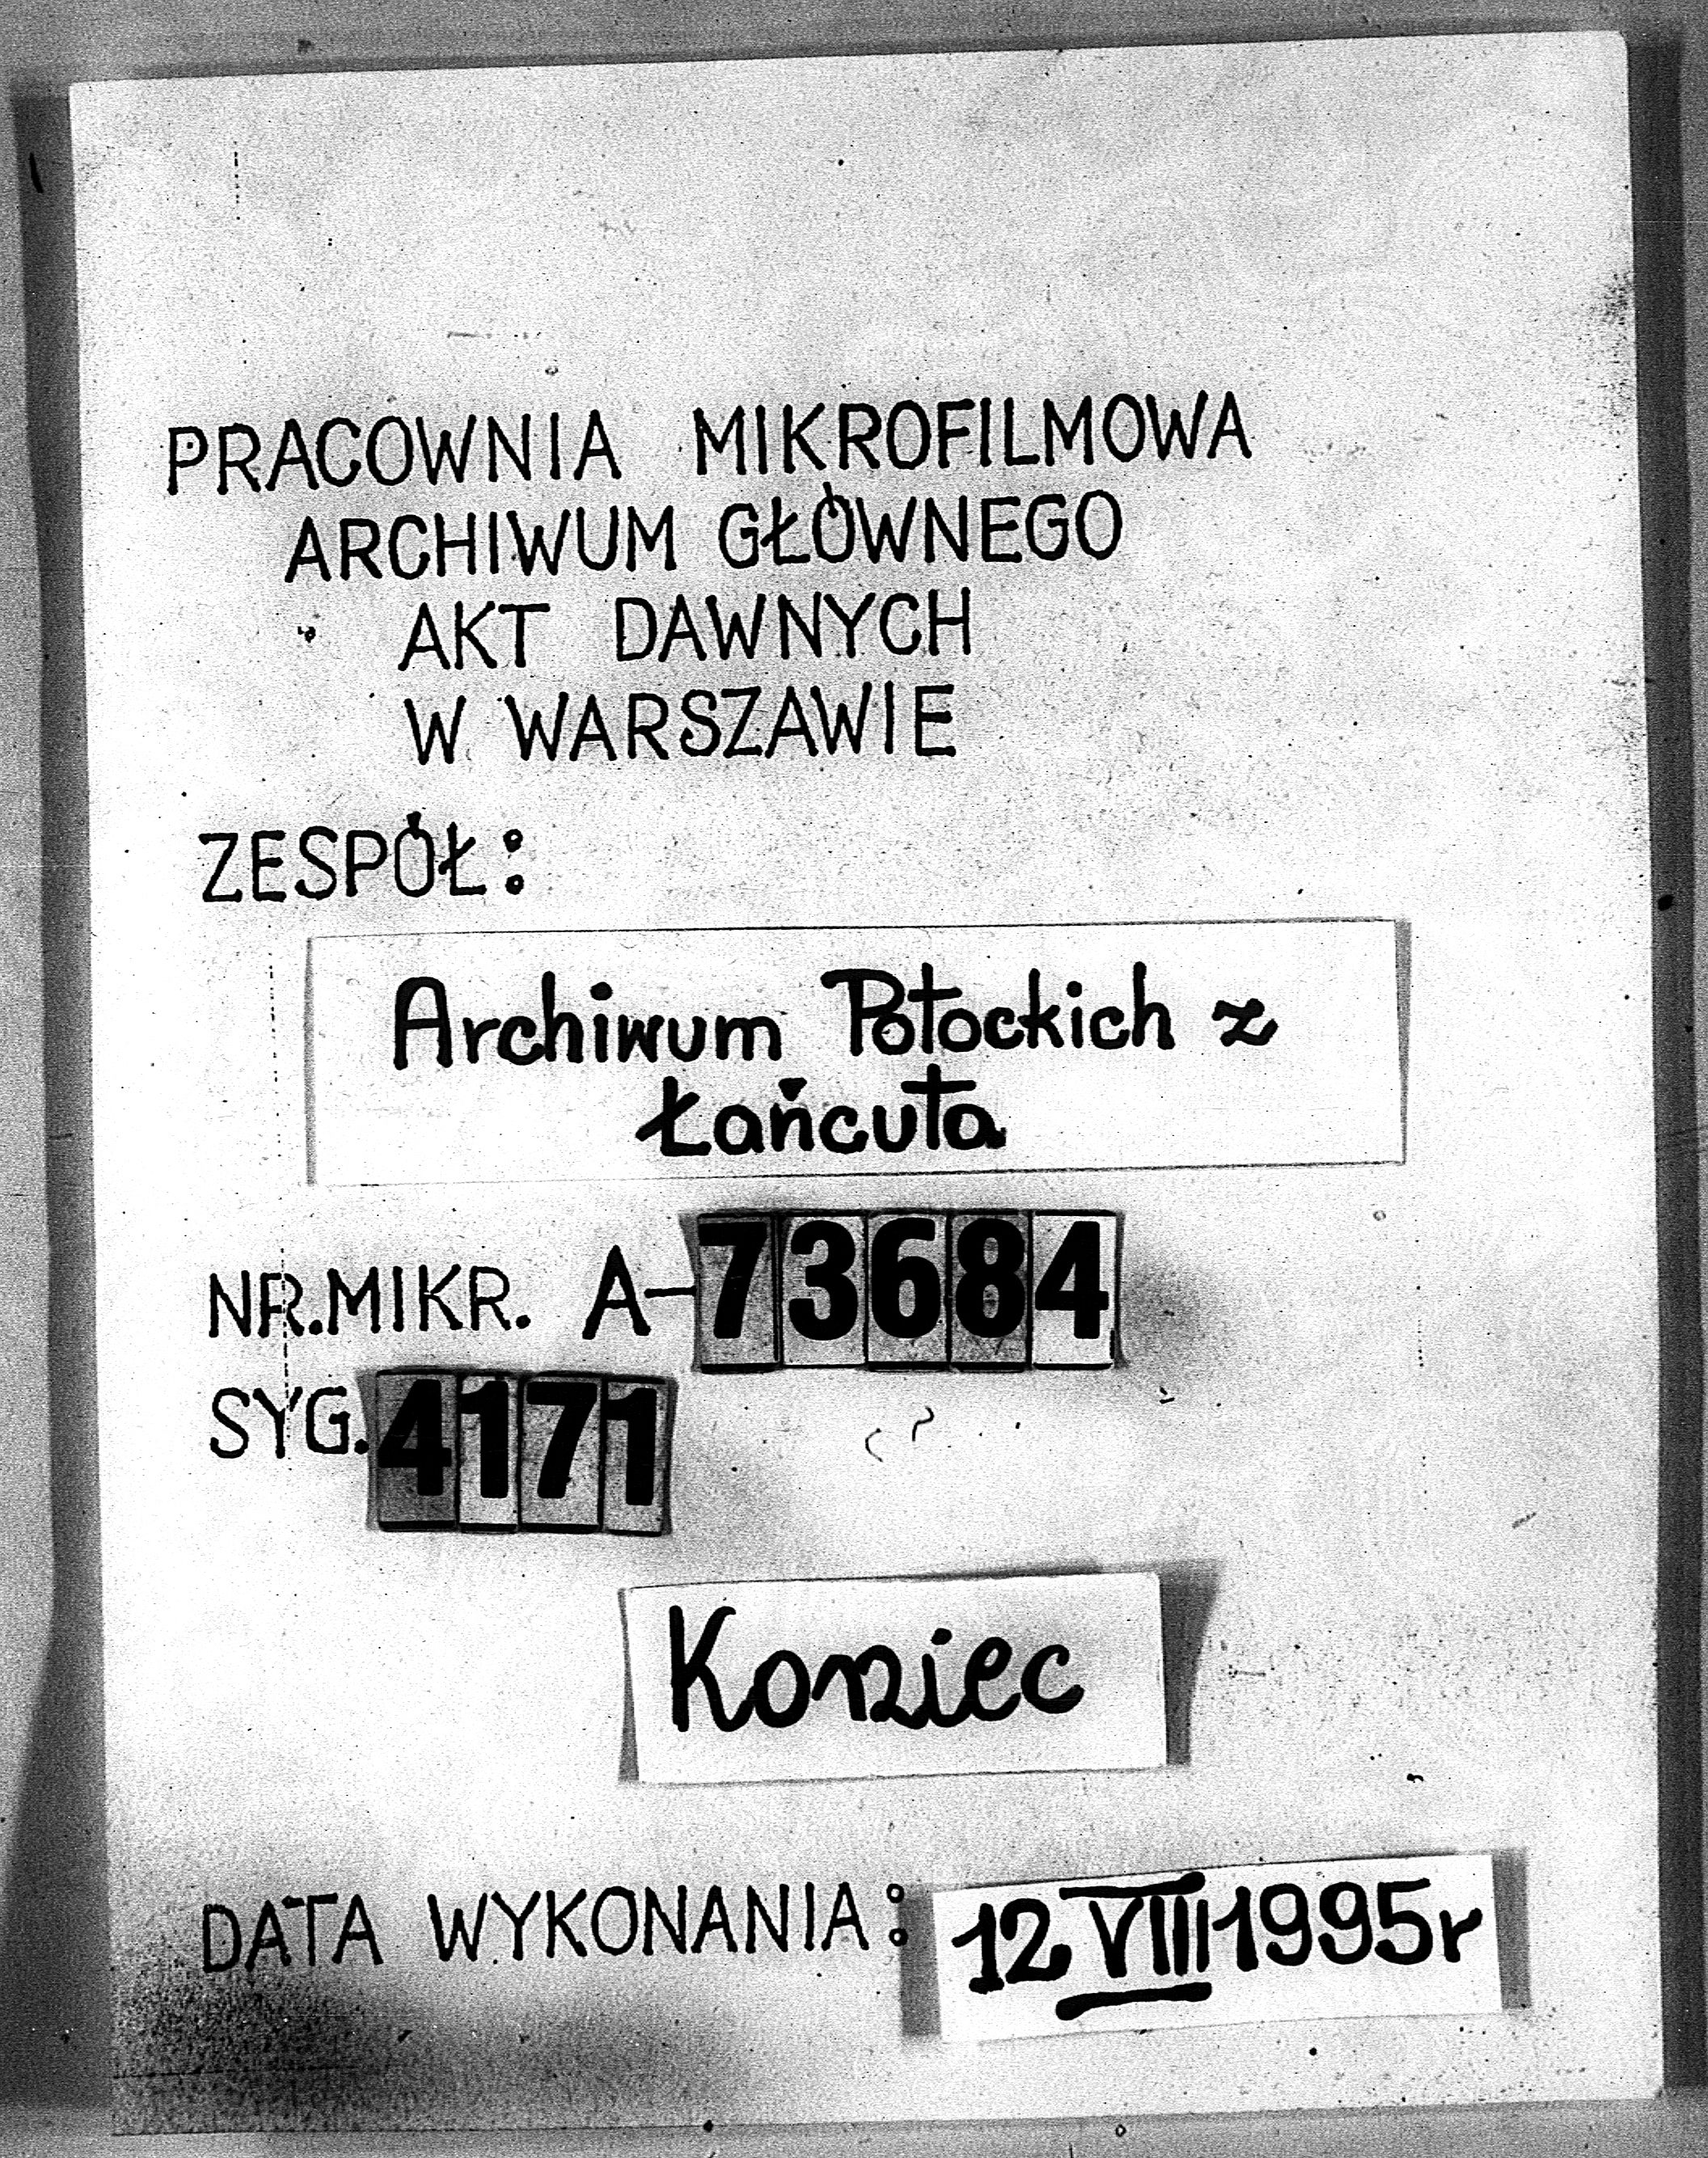 PRACOWNIA MIKROFILMOWA
ARCHIWUM GŁÓWNEGO
AKT DAWNYCH
W WARSZAWIE
ZESPÓŁ:
Archiwum Potockich z
Łańcuta
NR.MIKR. A-73684
SYG.4171
Koniec
DATA WYKONANIA: 12 VIII 1995r